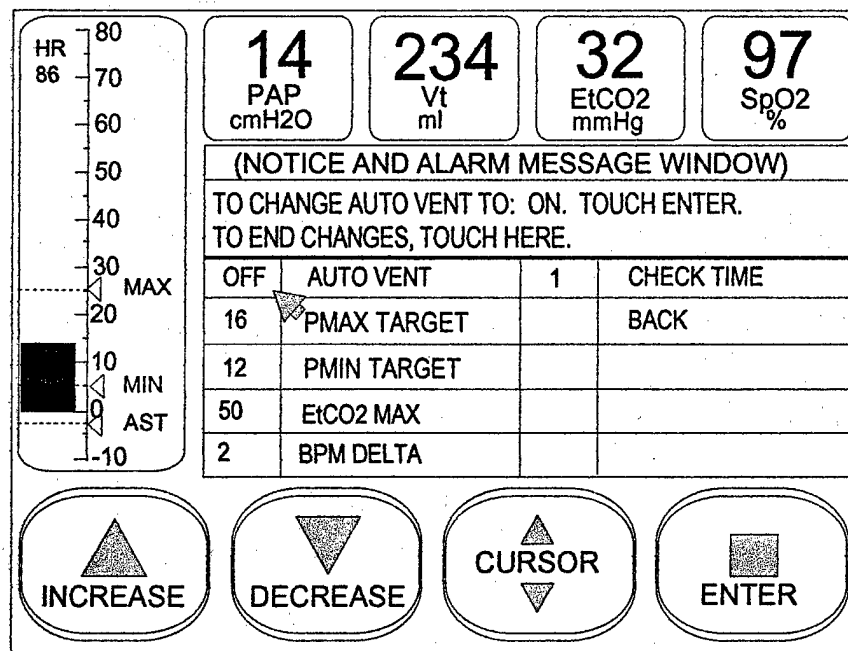 HR
86
80
70
60
50
40
30
MAX
20
10
MIN
0
AST
-10
14
PAP
cmH2O
234
Vt
ml
32
EtCO2
mmHg
97
SpO2
%
(NOTICE AND ALARM MESSAGE WINDOW)
TO CHANGE AUTO VENT TO: ON. TOUCH ENTER.
TO END CHANGES, TOUCH HERE.
OFF AUTO VENT 1 CHECK TIME
16 PMAX TARGET BACK
12 PMIN TARGET
50 EtCO2 MAX
2 BPM DELTA
INCREASE DECREASE CURSOR ENTER